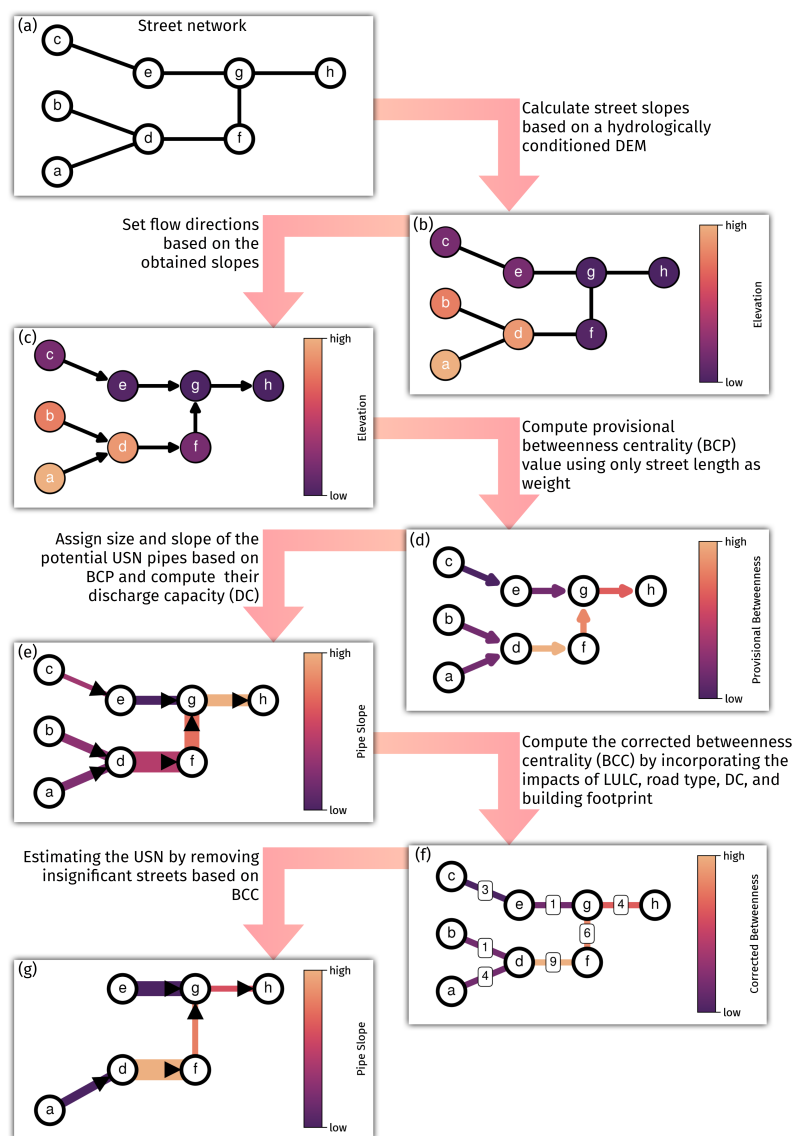 (a)
Street network
c
e
g
h
b
d
f
a
Calculate street slopes
based on a hydrologically
conditioned DEM
Set flow directions
based on the
obtained slopes
(b)
c
e
g
h
b
d
f
a
high
Elevation
low
(c)
c
e
g
h
b
d
f
a
high
Elevation
low
Compute provisional
betweenness centrality (BCP)
value using only street length as
weight
Assign size and slope of the
potential USN pipes based on
BCP and compute their
discharge capacity (DC)
(d)
c
e
g
h
b
d
f
a
high
Provisional Betweenness
low
(e)
c
e
g
h
b
d
f
a
high
Pipe Slope
low
Compute the corrected betweenness
centrality (BCC) by incorporating the
impacts of LULC, road type, DC, and
building footprint
Estimating the USN by removing
insignificant streets based on
BCC
(f)
c
3
e
1
g
4
h
6
b
1
d
9
f
4
a
high
Corrected Betweenness
low
(g)
e
g
h
d
f
a
high
Pipe Slope
low